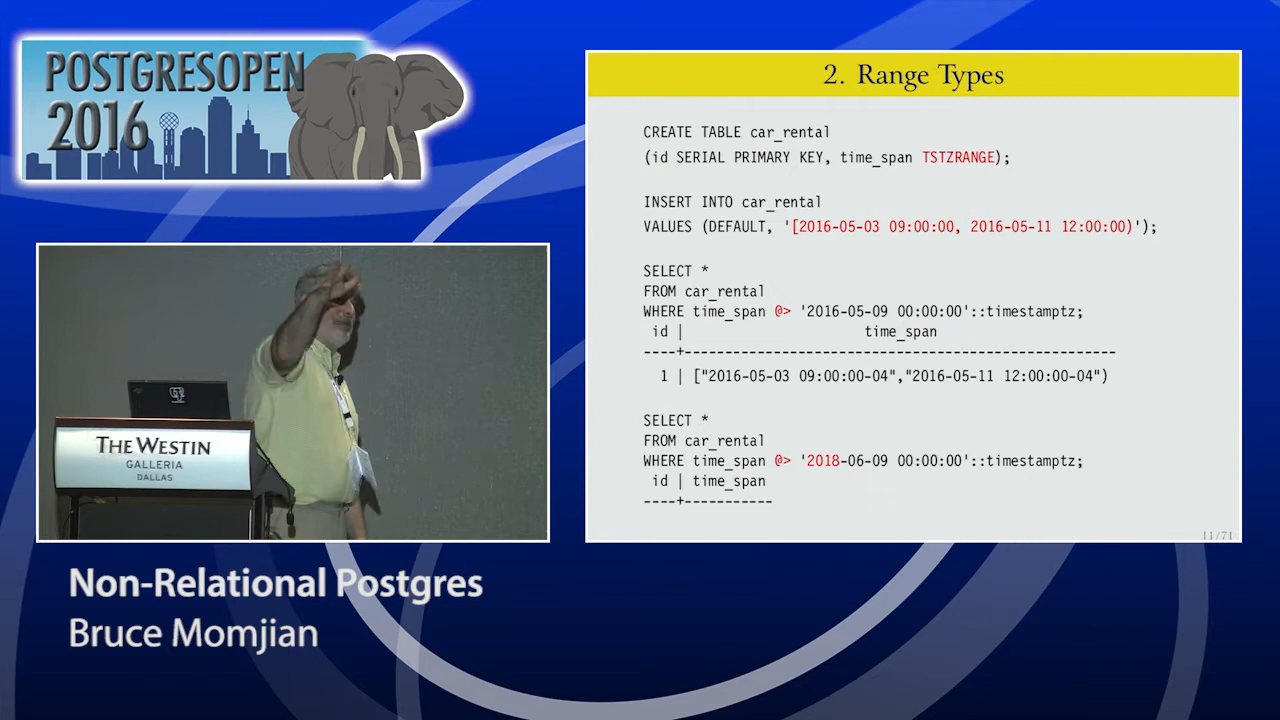 POSTGRESOPEN
2016
THE WESTIN
GALLERIA
DALLAS
Non-Relational Postgres
Bruce Momjian
2. Range Types
CREATE TABLE car_rental
(id SERIAL PRIMARY KEY, time_span TSTZRANGE);
INSERT INTO car_rental
VALUES (DEFAULT, '[2016-05-03 09:00:00, 2016-05-11 12:00:00)');
SELECT *
FROM car_rental
WHERE time_span @> '2016-05-09 00:00:00'::timestamptz;
id | time_span
----+-----------------------------------------------------
1 | ["2016-05-03 09:00:00-04","2016-05-11 12:00:00-04")
SELECT *
FROM car_rental
WHERE time_span @> '2018-06-09 00:00:00'::timestamptz;
id | time_span
----+-----------
11/71